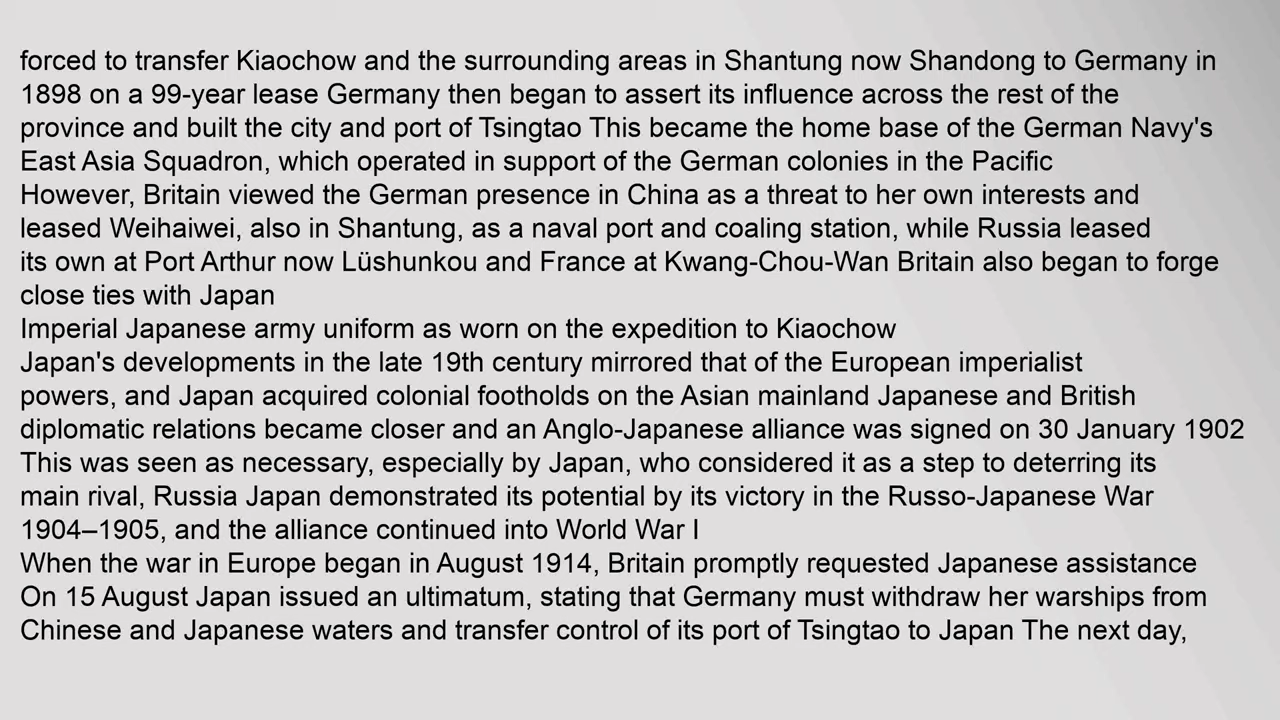 forced to transfer Kiaochow and the surrounding areas in Shantung now Shandong to Germany in
1898 on a 99-year lease Germany then began to assert its influence across the rest of the
province and built the city and port of Tsingtao This became the home base of the German Navy's
East Asia Squadron, which operated in support of the German colonies in the Pacific
However, Britain viewed the German presence in China as a threat to her own interests and
leased Weihaiwei, also in Shantung, as a naval port and coaling station, while Russia leased
its own at Port Arthur now Lüshunkou and France at Kwang-Chou-Wan Britain also began to forge
close ties with Japan
Imperial Japanese army uniform as worn on the expedition to Kiaochow
Japan's developments in the late 19th century mirrored that of the European imperialist
powers, and Japan acquired colonial footholds on the Asian mainland Japanese and British
diplomatic relations became closer and an Anglo-Japanese alliance was signed on 30 January 1902
This was seen as necessary, especially by Japan, who considered it as a step to deterring its
main rival, Russia Japan demonstrated its potential by its victory in the Russo-Japanese War
1904–1905, and the alliance continued into World War I
When the war in Europe began in August 1914, Britain promptly requested Japanese assistance
On 15 August Japan issued an ultimatum, stating that Germany must withdraw her warships from
Chinese and Japanese waters and transfer control of its port of Tsingtao to Japan The next day,